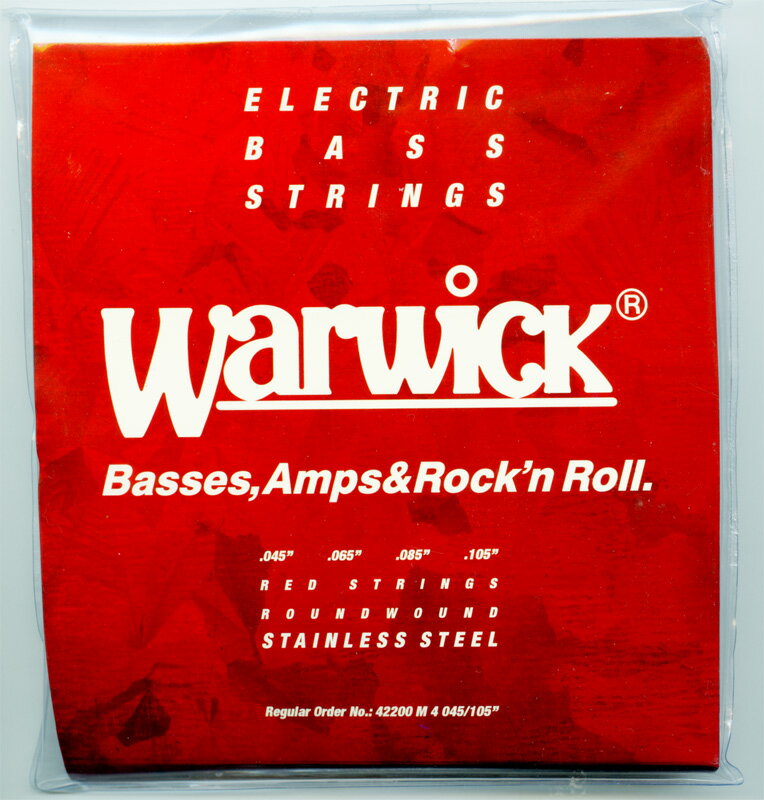 ELECTRIC
BASS
STRINGS
Warwick®
Basses,Amps&Rock'n Roll.
.045" .065" .085" .105"
RED STRINGS
ROUNDWOUND
STAINLESS STEEL
Regular Order No.: 42200 M 4 045/105"